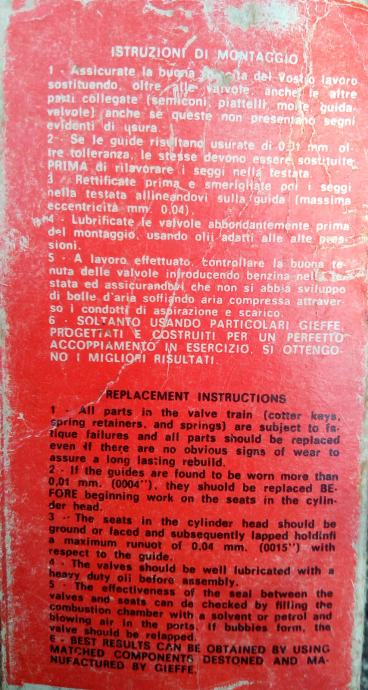 ISTRUZIONI DI MONTAGGIO
1 - Assicurate la buona del Vostro lavoro
sostituendo, oltre alle valvole, anche le altre
parti collegate (semiconi, piattelli, molle guida-
valvole) anche se queste non presentano segni
evidenti di usura.
2 - Se le guide risultano usurate di 0,01 mm ol-
tre tolleranza, le stesse devono essere sostituite
PRIMA di rilavorare i seggi nella testata.
3 - Rettificate prima e smerigliate poi i seggi
nella testata allineandovi sulla guida (massima
eccentricità mm. 0,04).
4 - Lubrificate le valvole abbondantemente prima
del montaggio, usando olii adatti alle alte pres-
sioni.
5 - A lavoro effettuato, controllare la buona te-
nuta delle valvole introducendo benzina nella te-
stata ed assicurandovi che non si abbia sviluppo
di bolle d'aria soffiando aria compressa attraver-
so i condotti di aspirazione e scarico.
6 - SOLTANTO USANDO PARTICOLARI GIEFFE,
PROGETTATI E COSTRUITI PER UN PERFETTO
ACCOPPIAMENTO IN ESERCIZIO, SI OTTENGO-
NO I MIGLIORI RISULTATI.
REPLACEMENT INSTRUCTIONS
1 - All parts in the valve train (cotter keys,
spring retainers, and springs) are subject to fa-
tique failures and all parts should be replaced
even if there are no obvious signs of wear to
assure a long lasting rebuild.
2 - If the guides are found to be worn more than
0,01 mm. (0004''), they should be replaced BE-
FORE beginning work on the seats in the cylin-
der head.
3 - The seats in the cylinder head should be
ground or faced and subsequently lapped holdinfi
a maximum runuot of 0,04 mm. (0015'') with
respect to the guide.
4 - The valves should be well lubricated with a
heavy duty oil before assembly.
5 - The effectiveness of the seal between the
valves and seats can da checked by filling the
combustion chamber with a solvant or petrol and
blowing air in the ports. If bubbles form, the
valve should be relapped.
6 - BEST RESULTS CAN BE OBTAINED BY USING
MATCHED COMPONENTS DESTONED AND MA-
NUFACTURED BY GIEFFE.